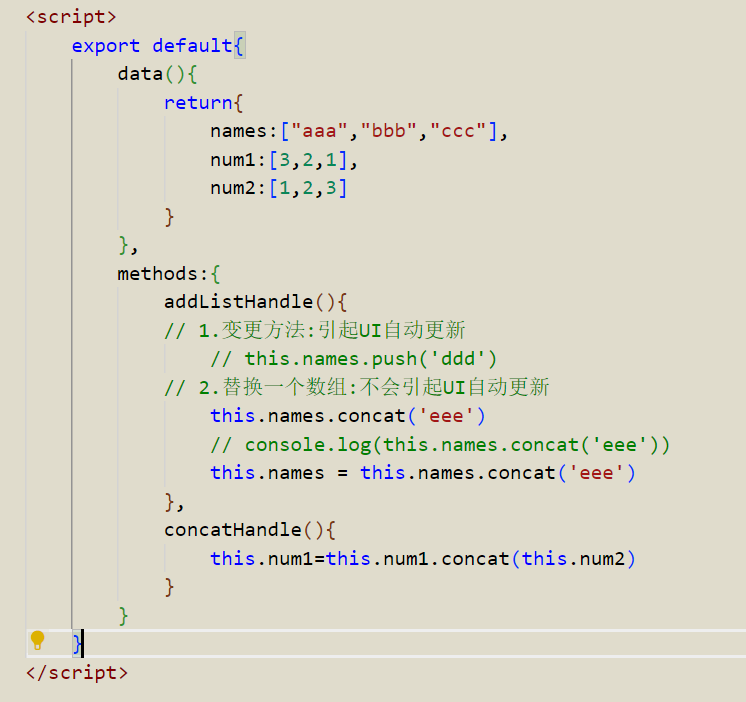 <script>
export default{
data(){
return{
names:["aaa","bbb","ccc"],
num1:[3,2,1],
num2:[1,2,3]
}
},
methods:{
addListHandle(){
// 1.变更方法:引起UI自动更新
// this.names.push('ddd')
// 2.替换一个数组:不会引起UI自动更新
this.names.concat('eee')
// console.log(this.names.concat('eee'))
this.names = this.names.concat('eee')
},
concatHandle(){
this.num1=this.num1.concat(this.num2)
}
}
}
</script>